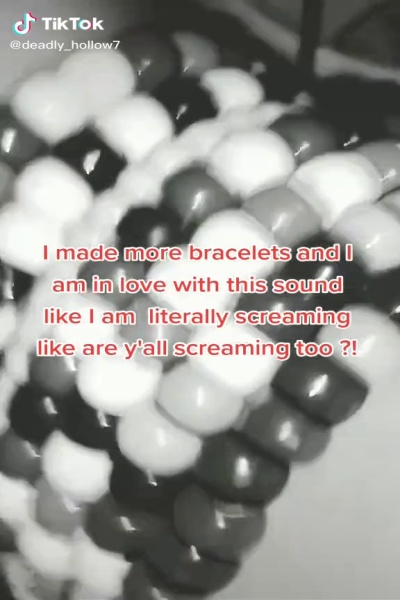 TikTok
@deadly_hollow7
I made more bracelets and I
am in love with this sound
like I am literally screaming
like are y'all screaming too ?!